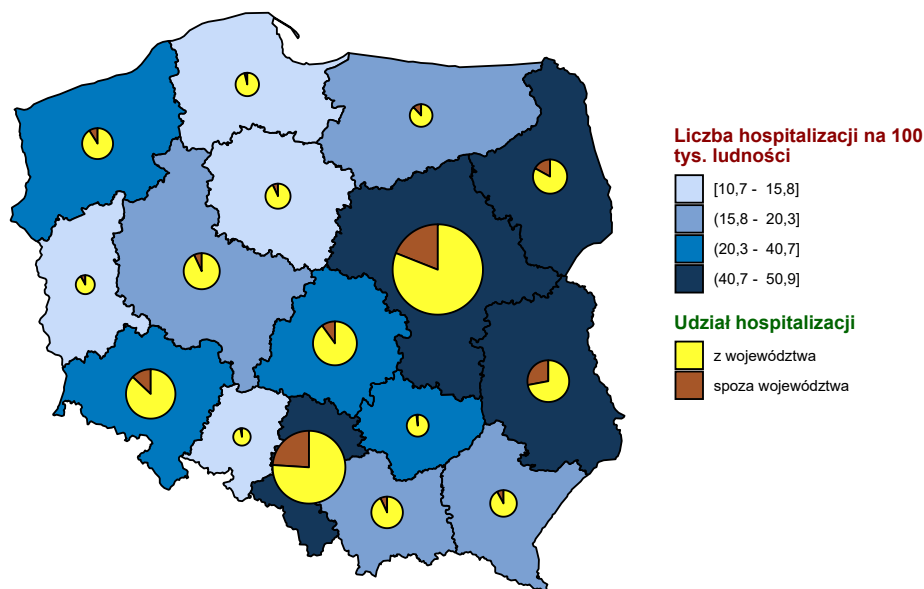 Liczba hospitalizacji na 100
tys. ludności
[10,7 - 15,8]
(15,8 - 20,3]
(20,3 - 40,7]
(40,7 - 50,9]
Udział hospitalizacji
z województwa
spoza województwa